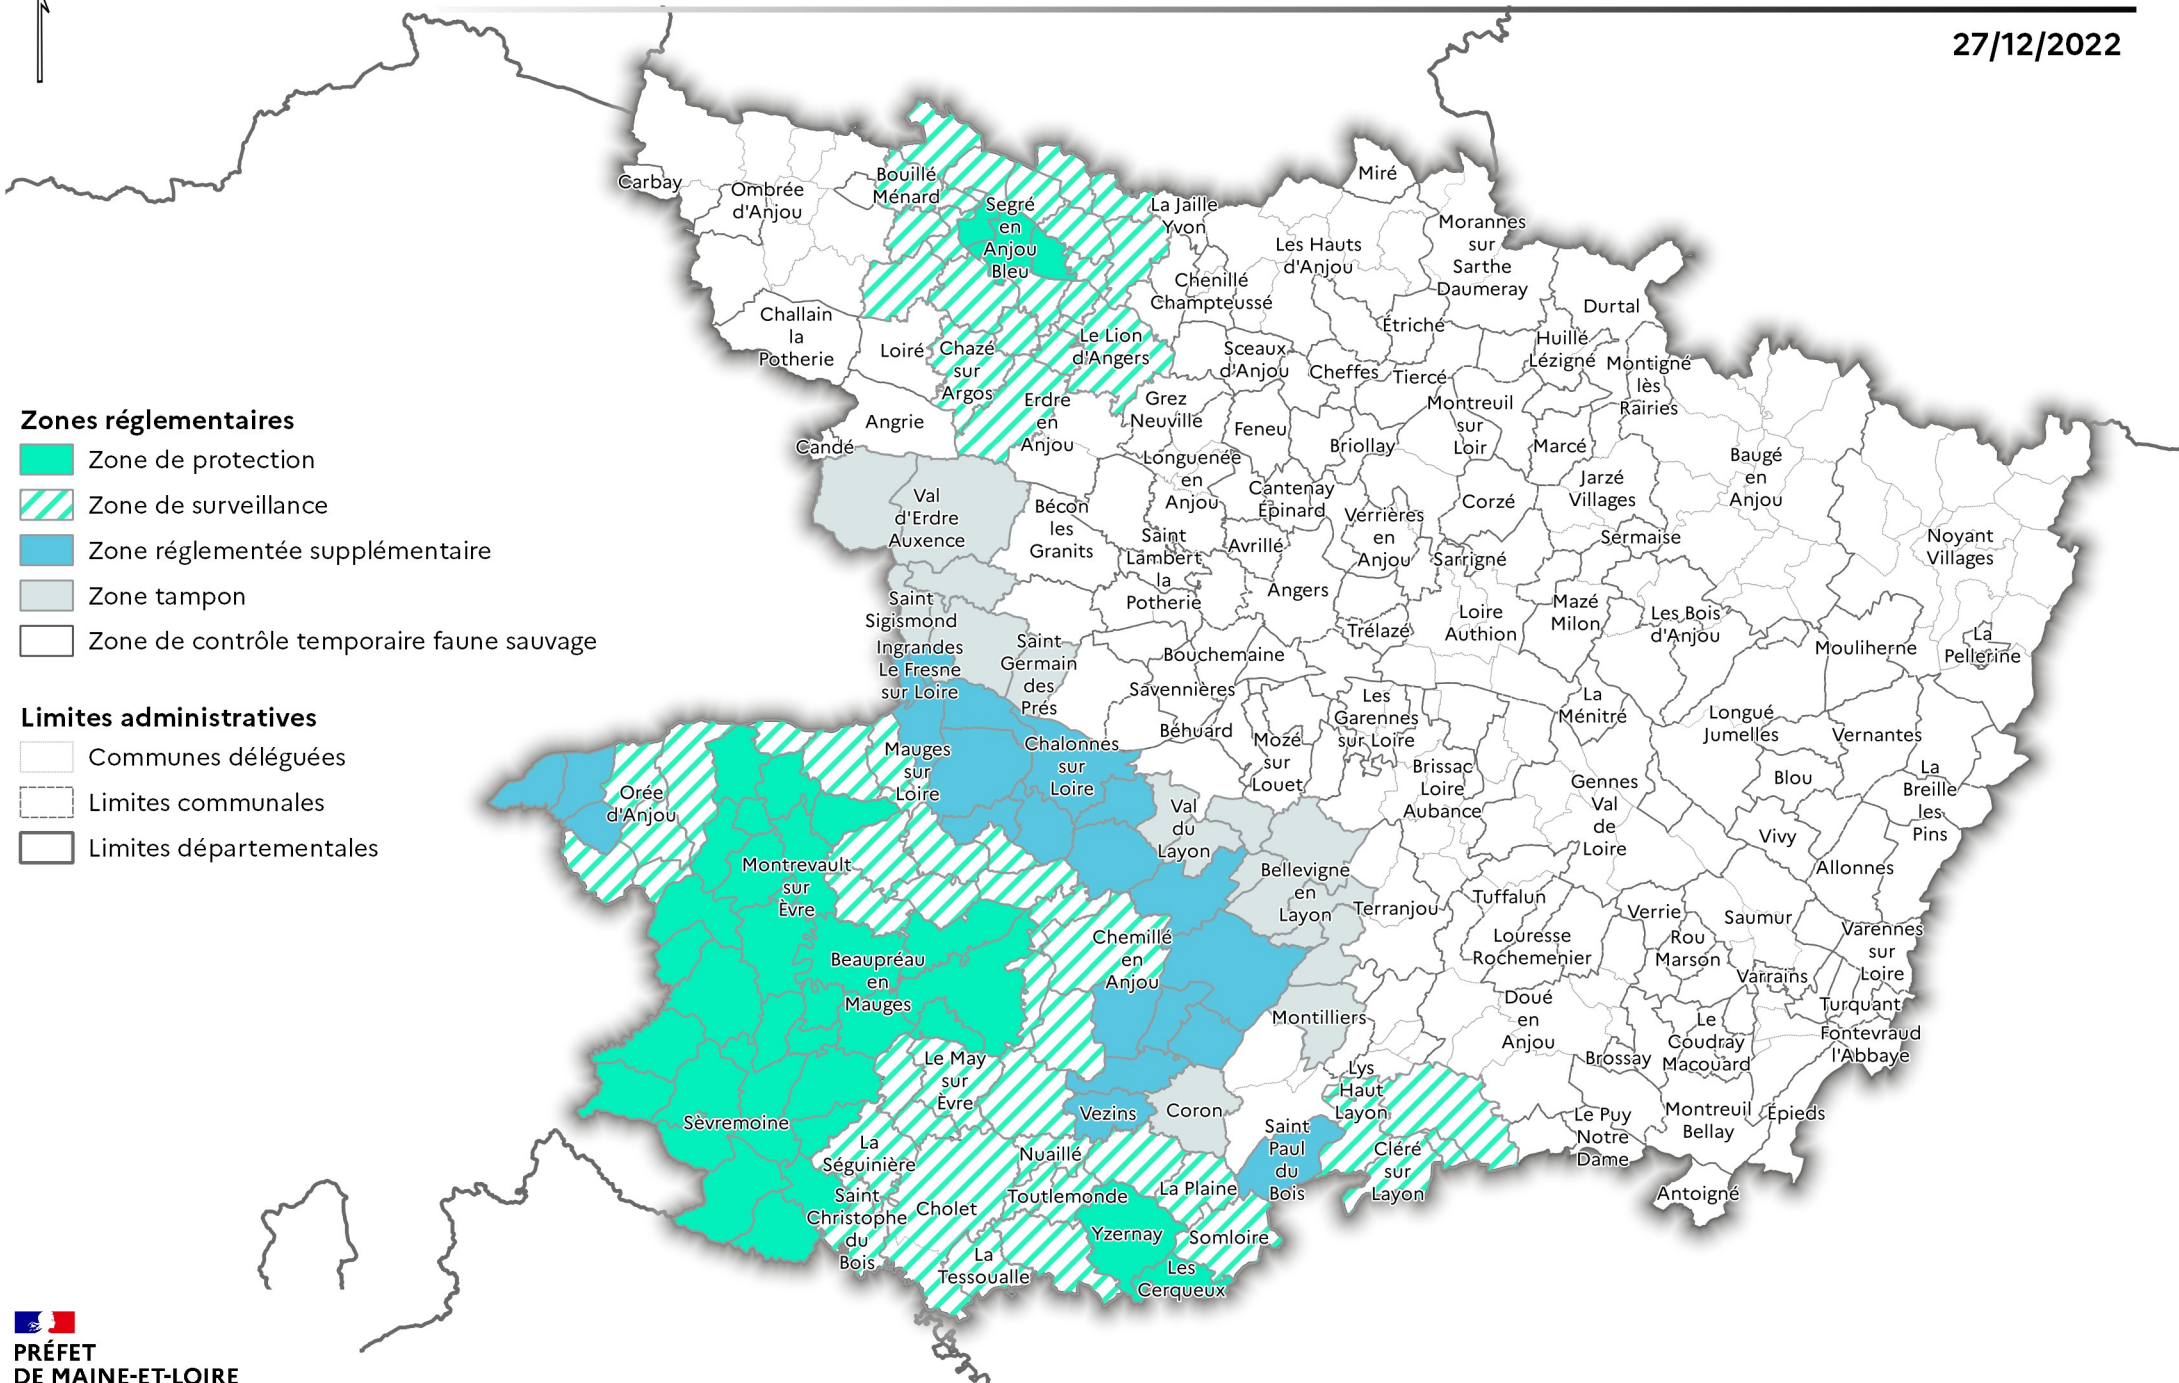 27/12/2022
Zones réglementaires
Zone de protection
Zone de surveillance
Zone réglementée supplémentaire
Zone tampon
Zone de contrôle temporaire faune sauvage
Limites administratives
Communes déléguées
Limites communales
Limites départementales
PRÉFET
DE MAINE-ET-LOIRE
Carbay
Ombrée
d'Anjou
Bouillé
Ménard
Segré
en
Anjou
Bleu
La Jaille
Yvon
Miré
Les Hauts
d'Anjou
Morannes
sur
Sarthe
Daumeray
Chenillé
Champteussé
Durtal
Challain
la
Potherie
Loiré
Chazé
sur
Argos
Le Lion
d'Angers
Sceaux
d'Anjou
Étriché
Cheffes
Tiercé
Huillé
Lézigné
Montigné
lès
Rairies
Angrie
Candé
Erdre
en
Anjou
Grez
Neuville
Feneu
Briollay
Montreuil
sur
Loir
Marcé
Baugé
en
Anjou
Longuenée
en
Anjou
Cantenay
Épinard
Jarzé
Villages
Corzé
Val
d'Erdre
Auxence
Bécon
les
Granits
Saint
Lambert
la
Potherie
Avrillé
Verrières
en
Anjou
Sarrigné
Sermaise
Noyant
Villages
Angers
Saint
Sigismond
Ingrandes
Le Fresne
sur Loire
Saint
Germain
des
Prés
Bouchemaine
Trélazé
Loire
Authion
Mazé
Milon
Les Bois
d'Anjou
Mouliherne
La
Pellerine
Savennières
Béhuard
Mozé
sur
Louet
Les
Garennes
sur Loire
La
Ménitré
Longué
Jumelles
Vernantes
Mauges
sur
Loire
Chalonnes
sur
Loire
Brissac
Loire
Aubance
Gennes
Val
de
Loire
Blou
La
Breille
les
Pins
Orée
d'Anjou
Val
du
Layon
Vivy
Allonnes
Montrevault
sur
Èvre
Bellevigne
en
Layon
Terranjou
Tuffalun
Verrie
Saumur
Varennes
sur
Loire
Beaupréau
en
Mauges
Chemillé
en
Anjou
Louresse
Rochemenier
Rou
Marson
Varrains
Turquant
Montilliers
Doué
en
Anjou
Le
Coudray
Macouard
Fontevraud
l'Abbaye
Brossay
Le May
sur
Èvre
Lys
Haut
Layon
Sèvremoine
Vezins
Coron
Saint
Paul
du
Bois
Le Puy
Notre
Dame
Montreuil
Bellay
Épieds
La
Séguinière
Nuaillé
Cléré
sur
Layon
Antoigné
Saint
Christophe
du
Bois
Cholet
Toutlemonde
La Plaine
Yzernay
Somloire
La
Tessoualle
Les
Cerqueux